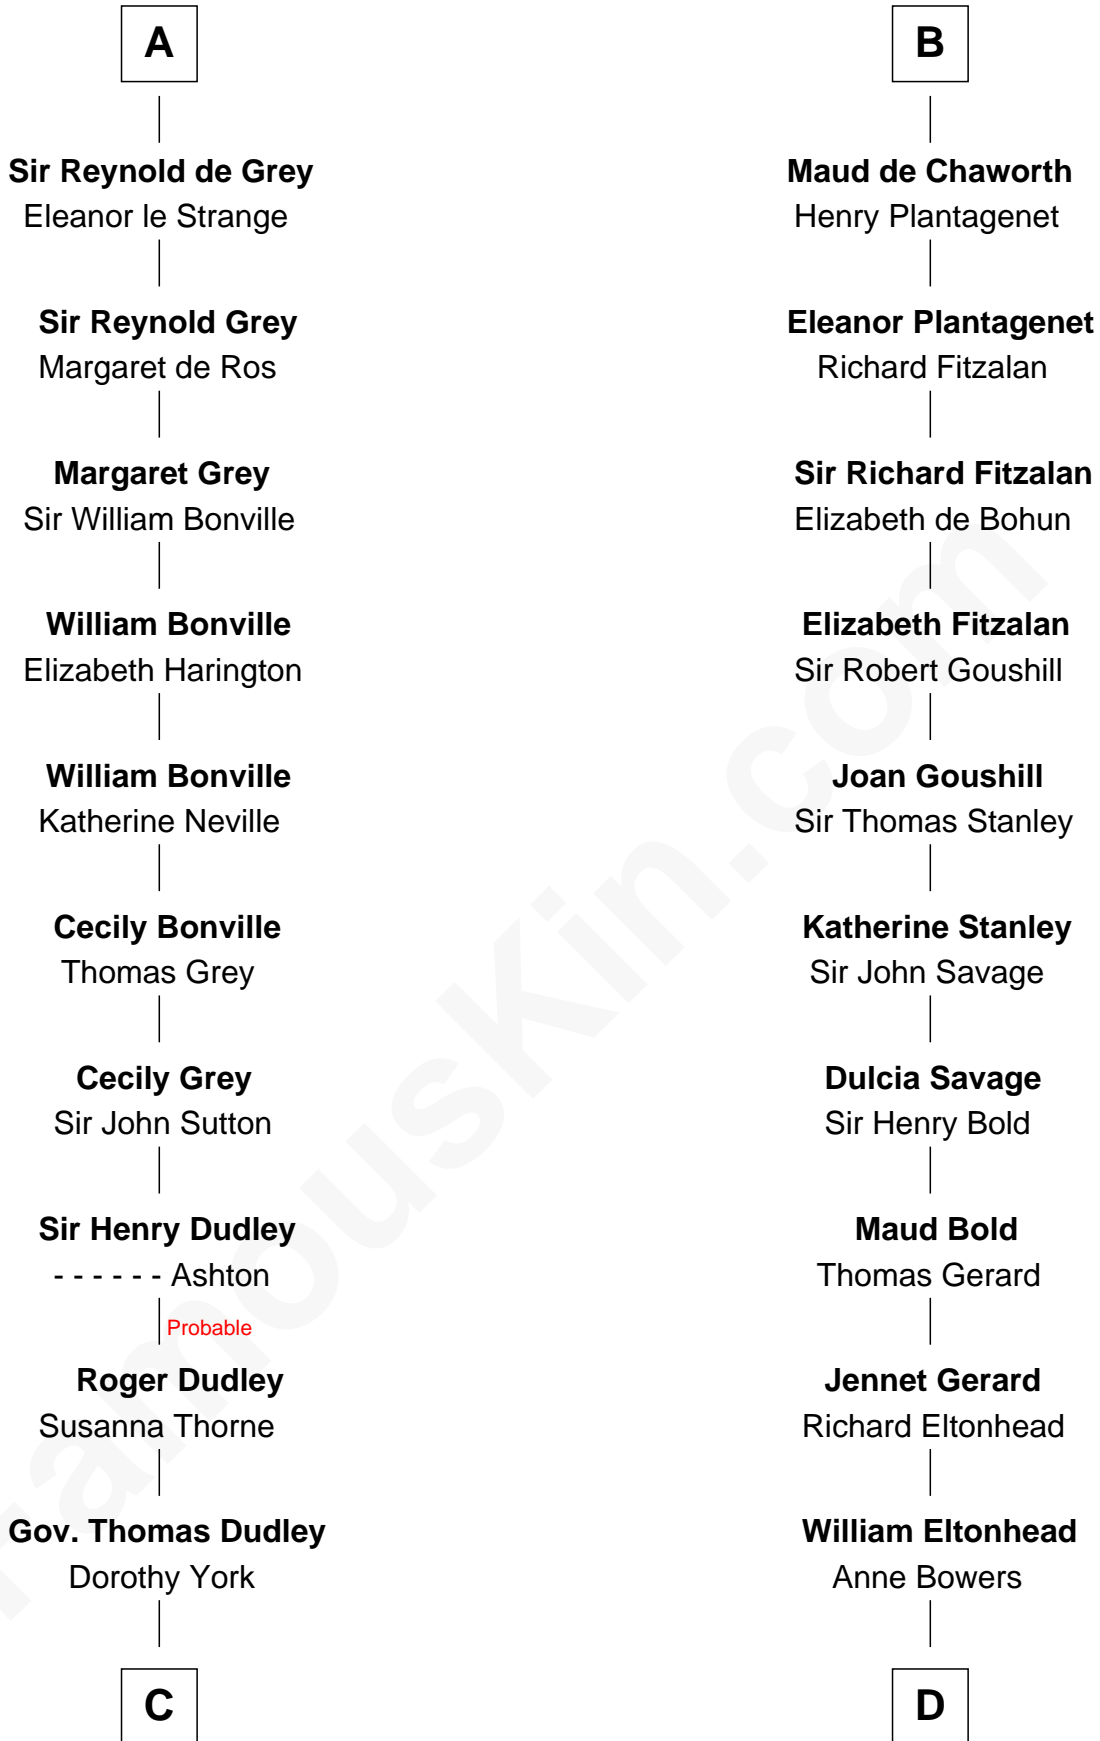 A
Sir Reynold de Grey
Eleanor le Strange
Sir Reynold Grey
Margaret de Ros
Margaret Grey
Sir William Bonville
William Bonville
Elizabeth Harington
William Bonville
Katherine Neville
Cecily Bonville
Thomas Grey
Cecily Grey
Sir John Sutton
Sir Henry Dudley
- - - - - - Ashton
Probable
Roger Dudley
Susanna Thorne
Gov. Thomas Dudley
Dorothy York
C
B
Maud de Chaworth
Henry Plantagenet
Eleanor Plantagenet
Richard Fitzalan
Sir Richard Fitzalan
Elizabeth de Bohun
Elizabeth Fitzalan
Sir Robert Goushill
Joan Goushill
Sir Thomas Stanley
Katherine Stanley
Sir John Savage
Dulcia Savage
Sir Henry Bold
Maud Bold
Thomas Gerard
Jennet Gerard
Richard Eltonhead
William Eltonhead
Anne Bowers
D
FamousKin.com